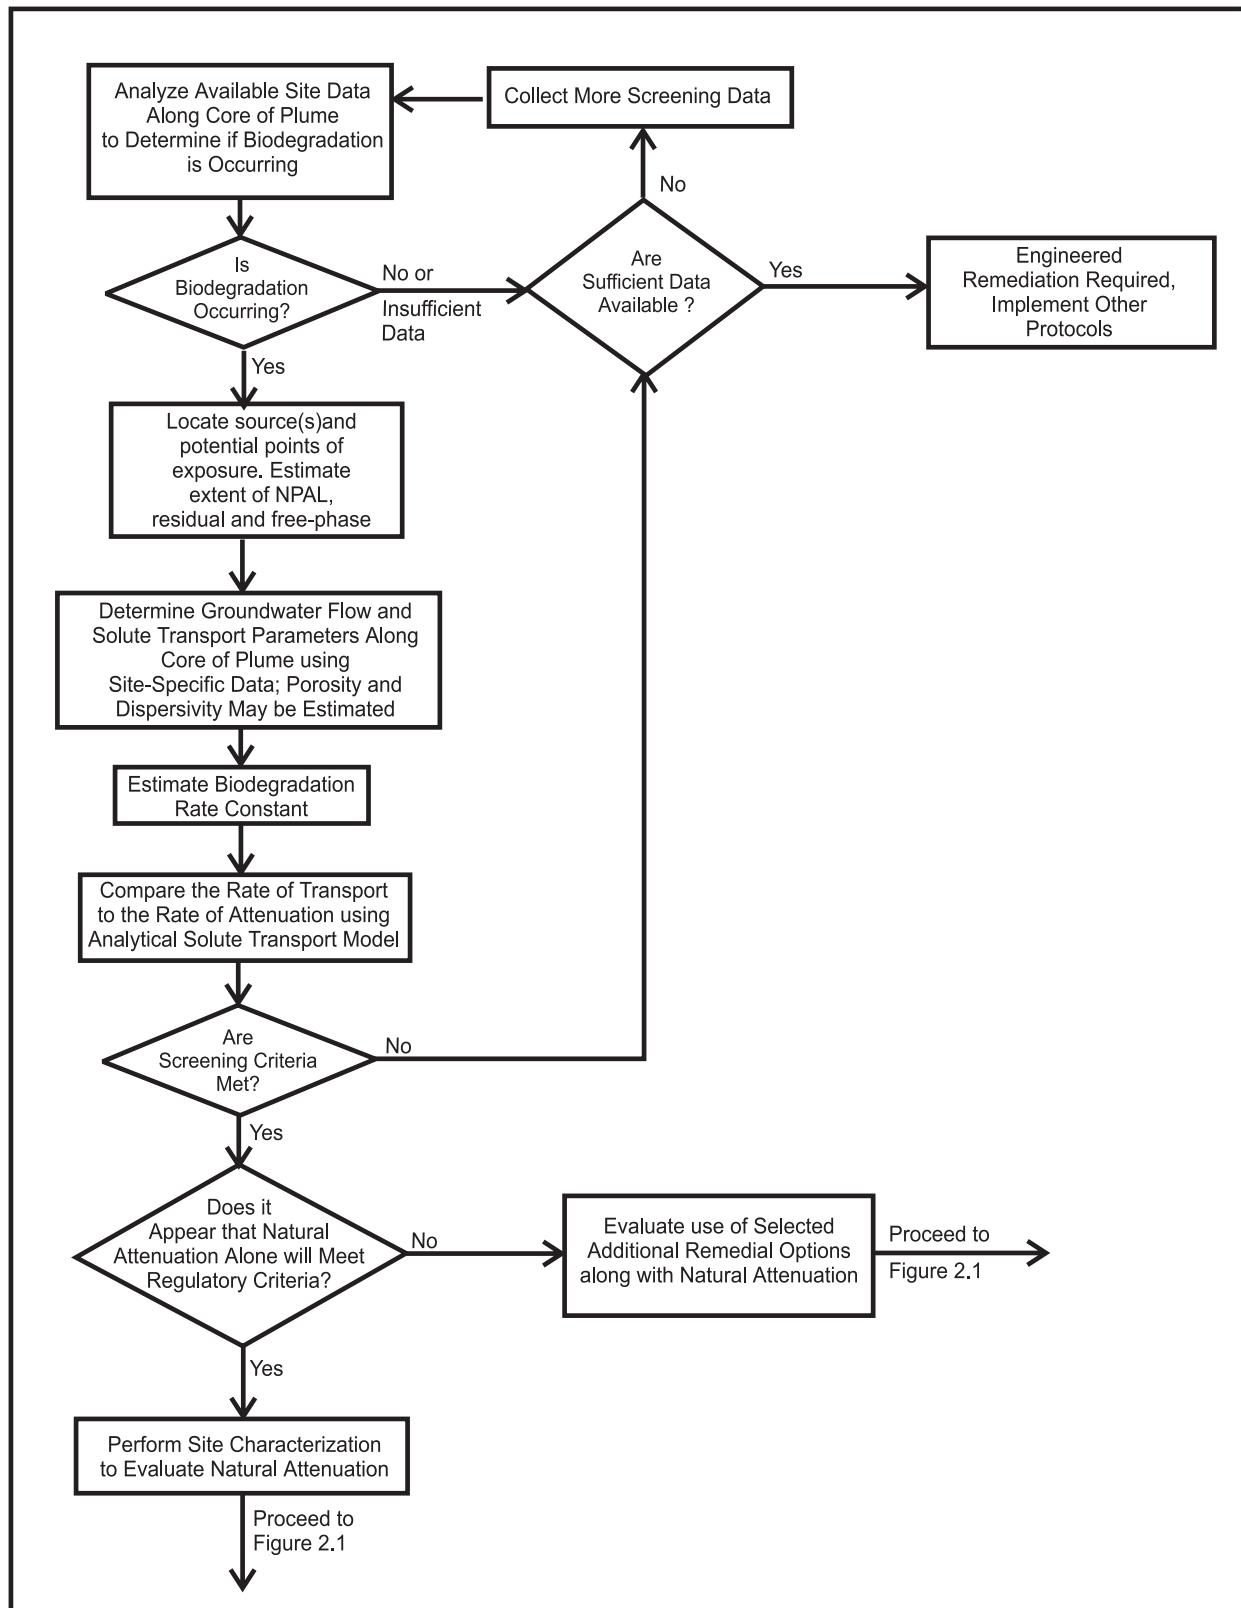 Analyze Available Site Data
Along Core of Plume
to Determine if Biodegradation
is Occurring
Collect More Screening Data
No
Is
Biodegradation
Occurring?
No or
Insufficient
Data
Are
Sufficient Data
Available ?
Yes
Engineered
Remediation Required,
Implement Other
Protocols
Yes
Locate source(s)and
potential points of
exposure. Estimate
extent of NPAL,
residual and free-phase
Determine Groundwater Flow and
Solute Transport Parameters Along
Core of Plume using
Site-Specific Data; Porosity and
Dispersivity May be Estimated
Estimate Biodegradation
Rate Constant
Compare the Rate of Transport
to the Rate of Attenuation using
Analytical Solute Transport Model
Are
Screening Criteria
Met?
No
Yes
Does it
Appear that Natural
Attenuation Alone will Meet
Regulatory Criteria?
No
Evaluate use of Selected
Additional Remedial Options
along with Natural Attenuation
Proceed to
Figure 2.1
Yes
Perform Site Characterization
to Evaluate Natural Attenuation
Proceed to
Figure 2.1